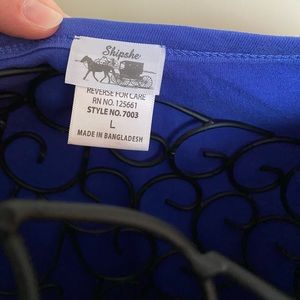 Shipshe
REVERSE FOR CARE
RN NO. 125661
STYLE NO. 7003
L
MADE IN BANGLADESH